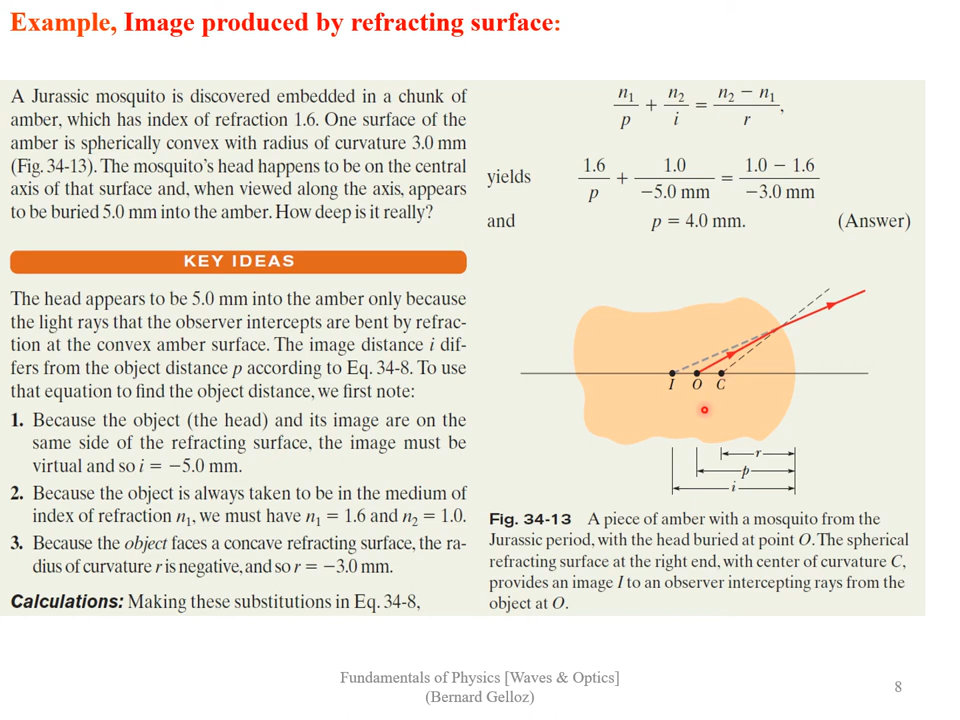 Example, Image produced by refracting surface:
A Jurassic mosquito is discovered embedded in a chunk of
amber, which has index of refraction 1.6. One surface of the
amber is spherically convex with radius of curvature 3.0 mm
(Fig. 34-13). The mosquito's head happens to be on the central
axis of that surface and, when viewed along the axis, appears
to be buried 5.0 mm into the amber. How deep is it really?
KEY IDEAS
The head appears to be 5.0 mm into the amber only because
the light rays that the observer intercepts are bent by refrac-
tion at the convex amber surface. The image distance i dif-
fers from the object distance p according to Eq. 34-8. To use
that equation to find the object distance, we first note:
1. Because the object (the head) and its image are on the
same side of the refracting surface, the image must be
virtual and so i = −5.0 mm.
2. Because the object is always taken to be in the medium of
index of refraction n₁, we must have n₁ = 1.6 and n₂ = 1.0.
3. Because the object faces a concave refracting surface, the ra-
dius of curvature r is negative, and so r = −3.0 mm.
Calculations: Making these substitutions in Eq. 34-8,
n₁/p + n₂/i = (n₂ − n₁)/r,
yields 1.6/p + 1.0/−5.0 mm = (1.0 − 1.6)/−3.0 mm
and p = 4.0 mm. (Answer)
I O C
r
p
i
Fig. 34-13 A piece of amber with a mosquito from the
Jurassic period, with the head buried at point O. The spherical
refracting surface at the right end, with center of curvature C,
provides an image I to an observer intercepting rays from the
object at O.
Fundamentals of Physics [Waves & Optics]
(Bernard Gelloz)
8